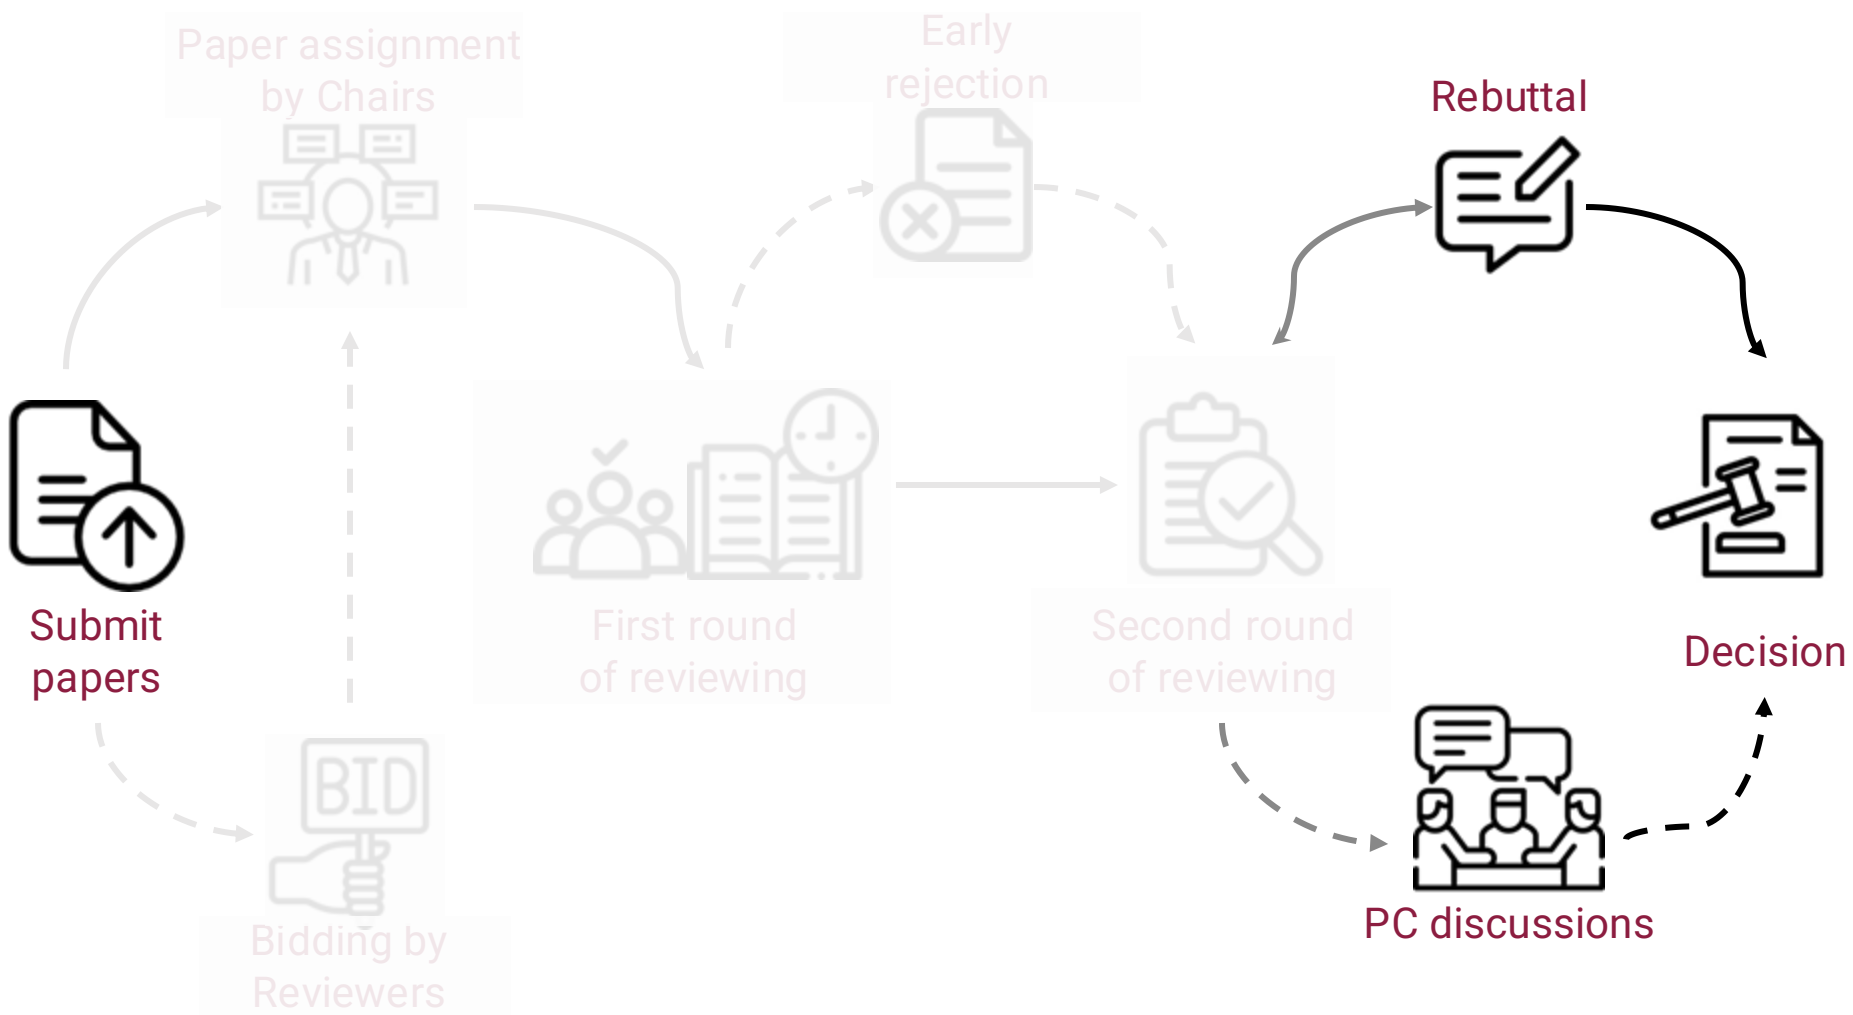 Paper assignment
by Chairs
Early
rejection
Rebuttal
Submit
papers
First round
of reviewing
Second round
of reviewing
Decision
BID
Bidding by
Reviewers
PC discussions